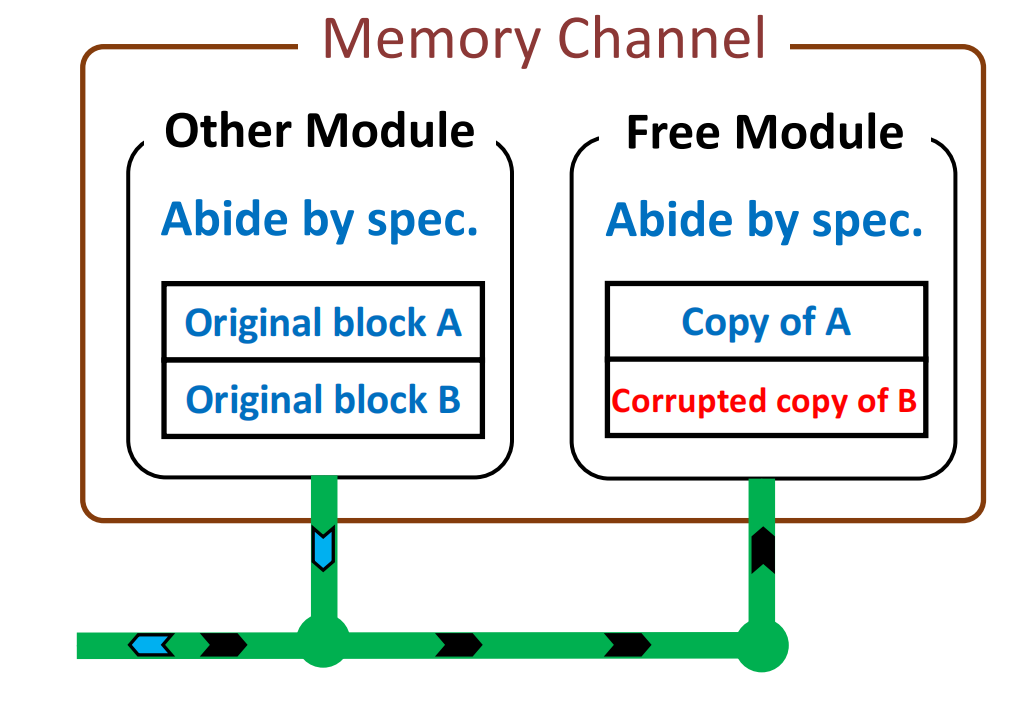 Memory Channel
Other Module
Abide by spec.
Original block A
Original block B
Free Module
Abide by spec.
Copy of A
Corrupted copy of B